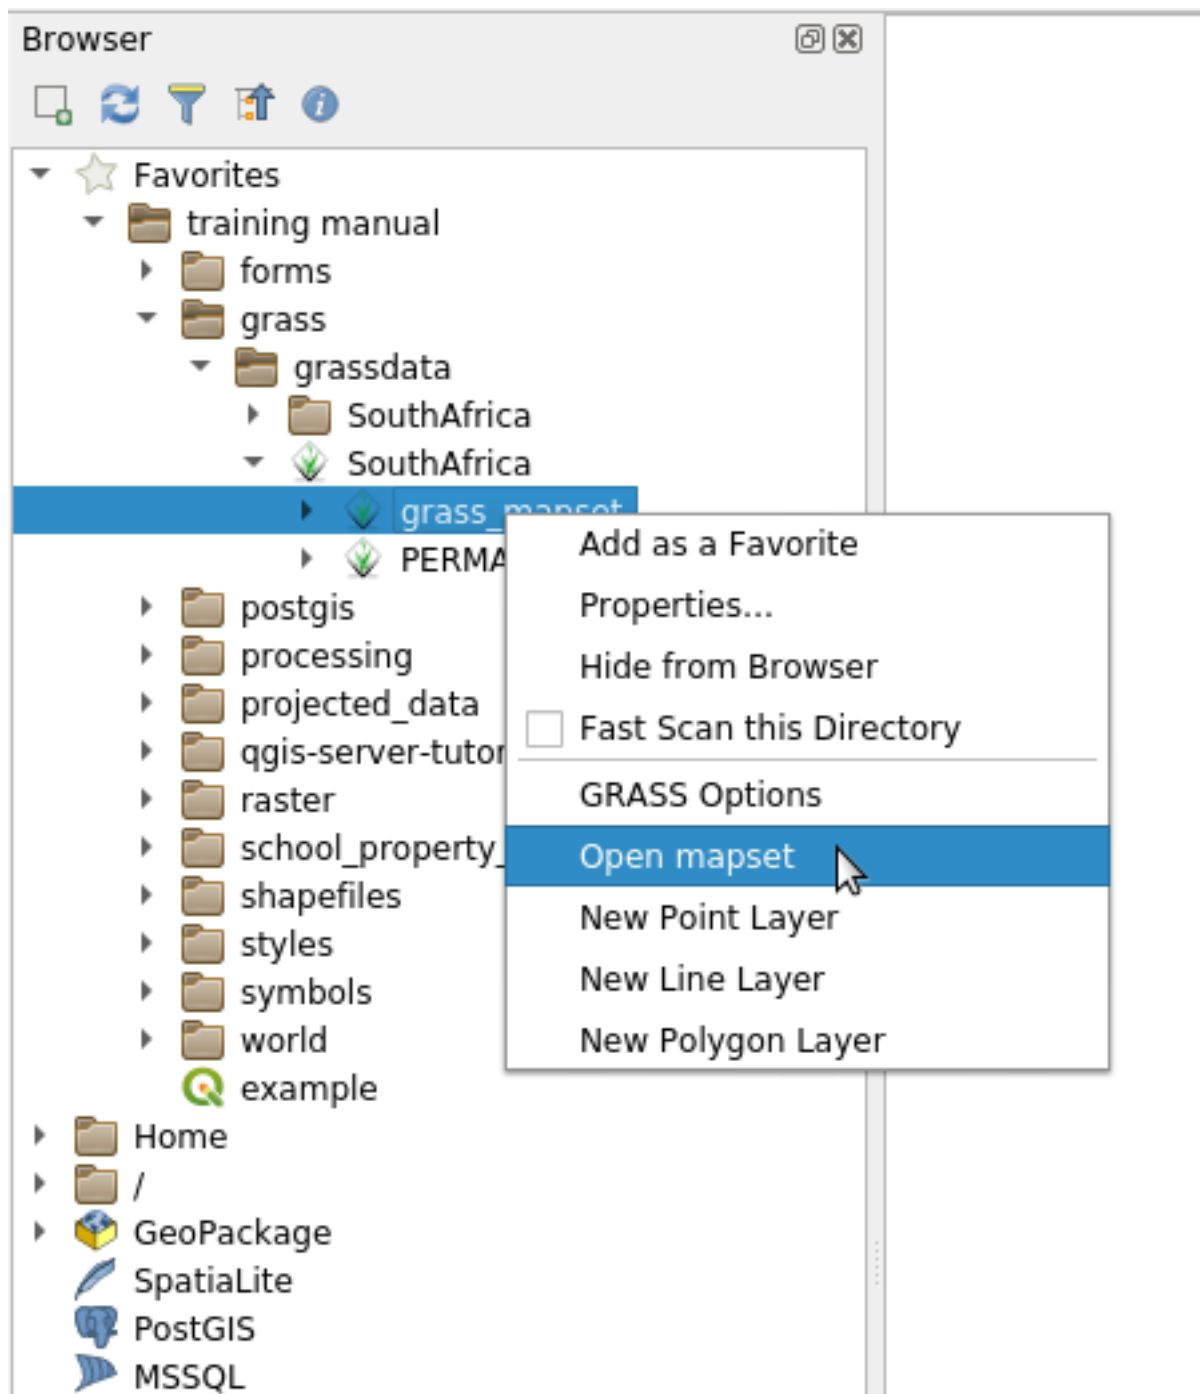 Browser
Favorites
training manual
forms
grass
grassdata
SouthAfrica
SouthAfrica
grass_mapset
PERMA
postgis
processing
projected_data
qgis-server-tutor
raster
school_property_
shapefiles
styles
symbols
world
example
Home
/
GeoPackage
SpatiaLite
PostGIS
MSSQL
Add as a Favorite
Properties...
Hide from Browser
Fast Scan this Directory
GRASS Options
Open mapset
New Point Layer
New Line Layer
New Polygon Layer